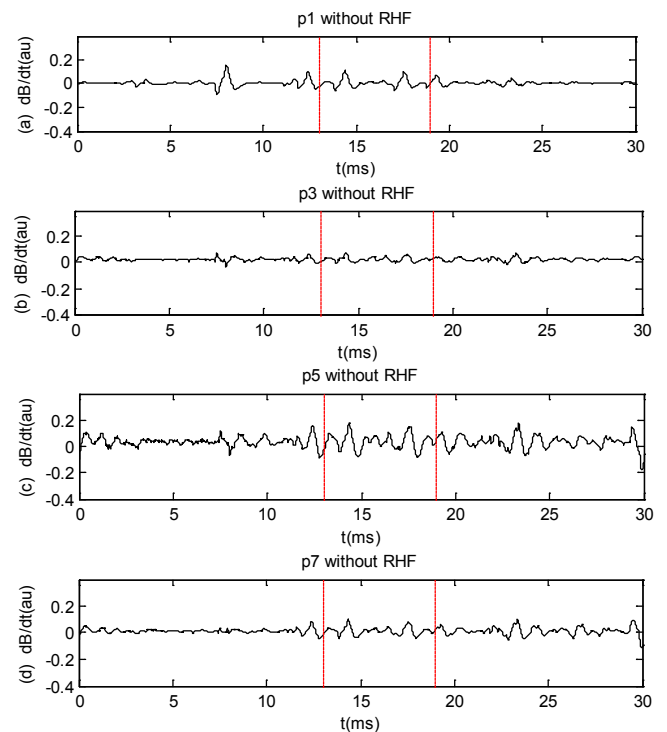 p1 without RHF
(a) dB/dt(au)
0.2
0
-0.2
-0.4
0 5 10 15 20 25 30
t(ms)
p3 without RHF
(b) dB/dt(au)
0.2
0
-0.2
-0.4
0 5 10 15 20 25 30
t(ms)
p5 without RHF
(c) dB/dt(au)
0.2
0
-0.2
-0.4
0 5 10 15 20 25 30
t(ms)
p7 without RHF
(d) dB/dt(au)
0.2
0
-0.2
-0.4
0 5 10 15 20 25 30
t(ms)